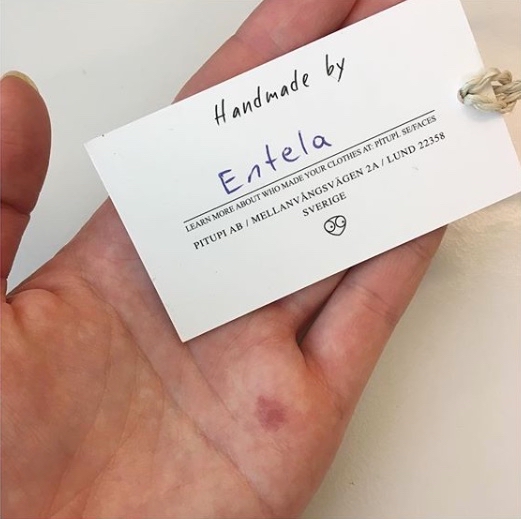 Handmade by
Entela
LEARN MORE ABOUT WHO MADE YOUR CLOTHES AT: PITUPI.SE/FACES
PITUPI AB / MELLANVÅNGSVÄGEN 2A / LUND 22358
SVERIGE